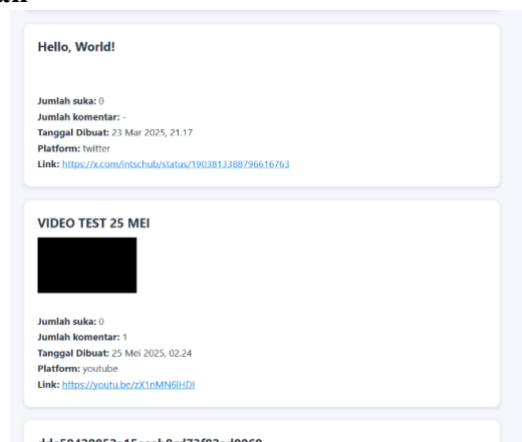 Hello, World!
Jumlah suka: 0
Jumlah komentar: -
Tanggal Dibuat: 23 Mar 2025, 21.17
Platform: twitter
Link: https://x.com/intschub/status/1903813388796616763
VIDEO TEST 25 MEI
Jumlah suka: 0
Jumlah komentar: 1
Tanggal Dibuat: 25 Mei 2025, 02.24
Platform: youtube
Link: https://youtu.be/zX1nMN6lHDI